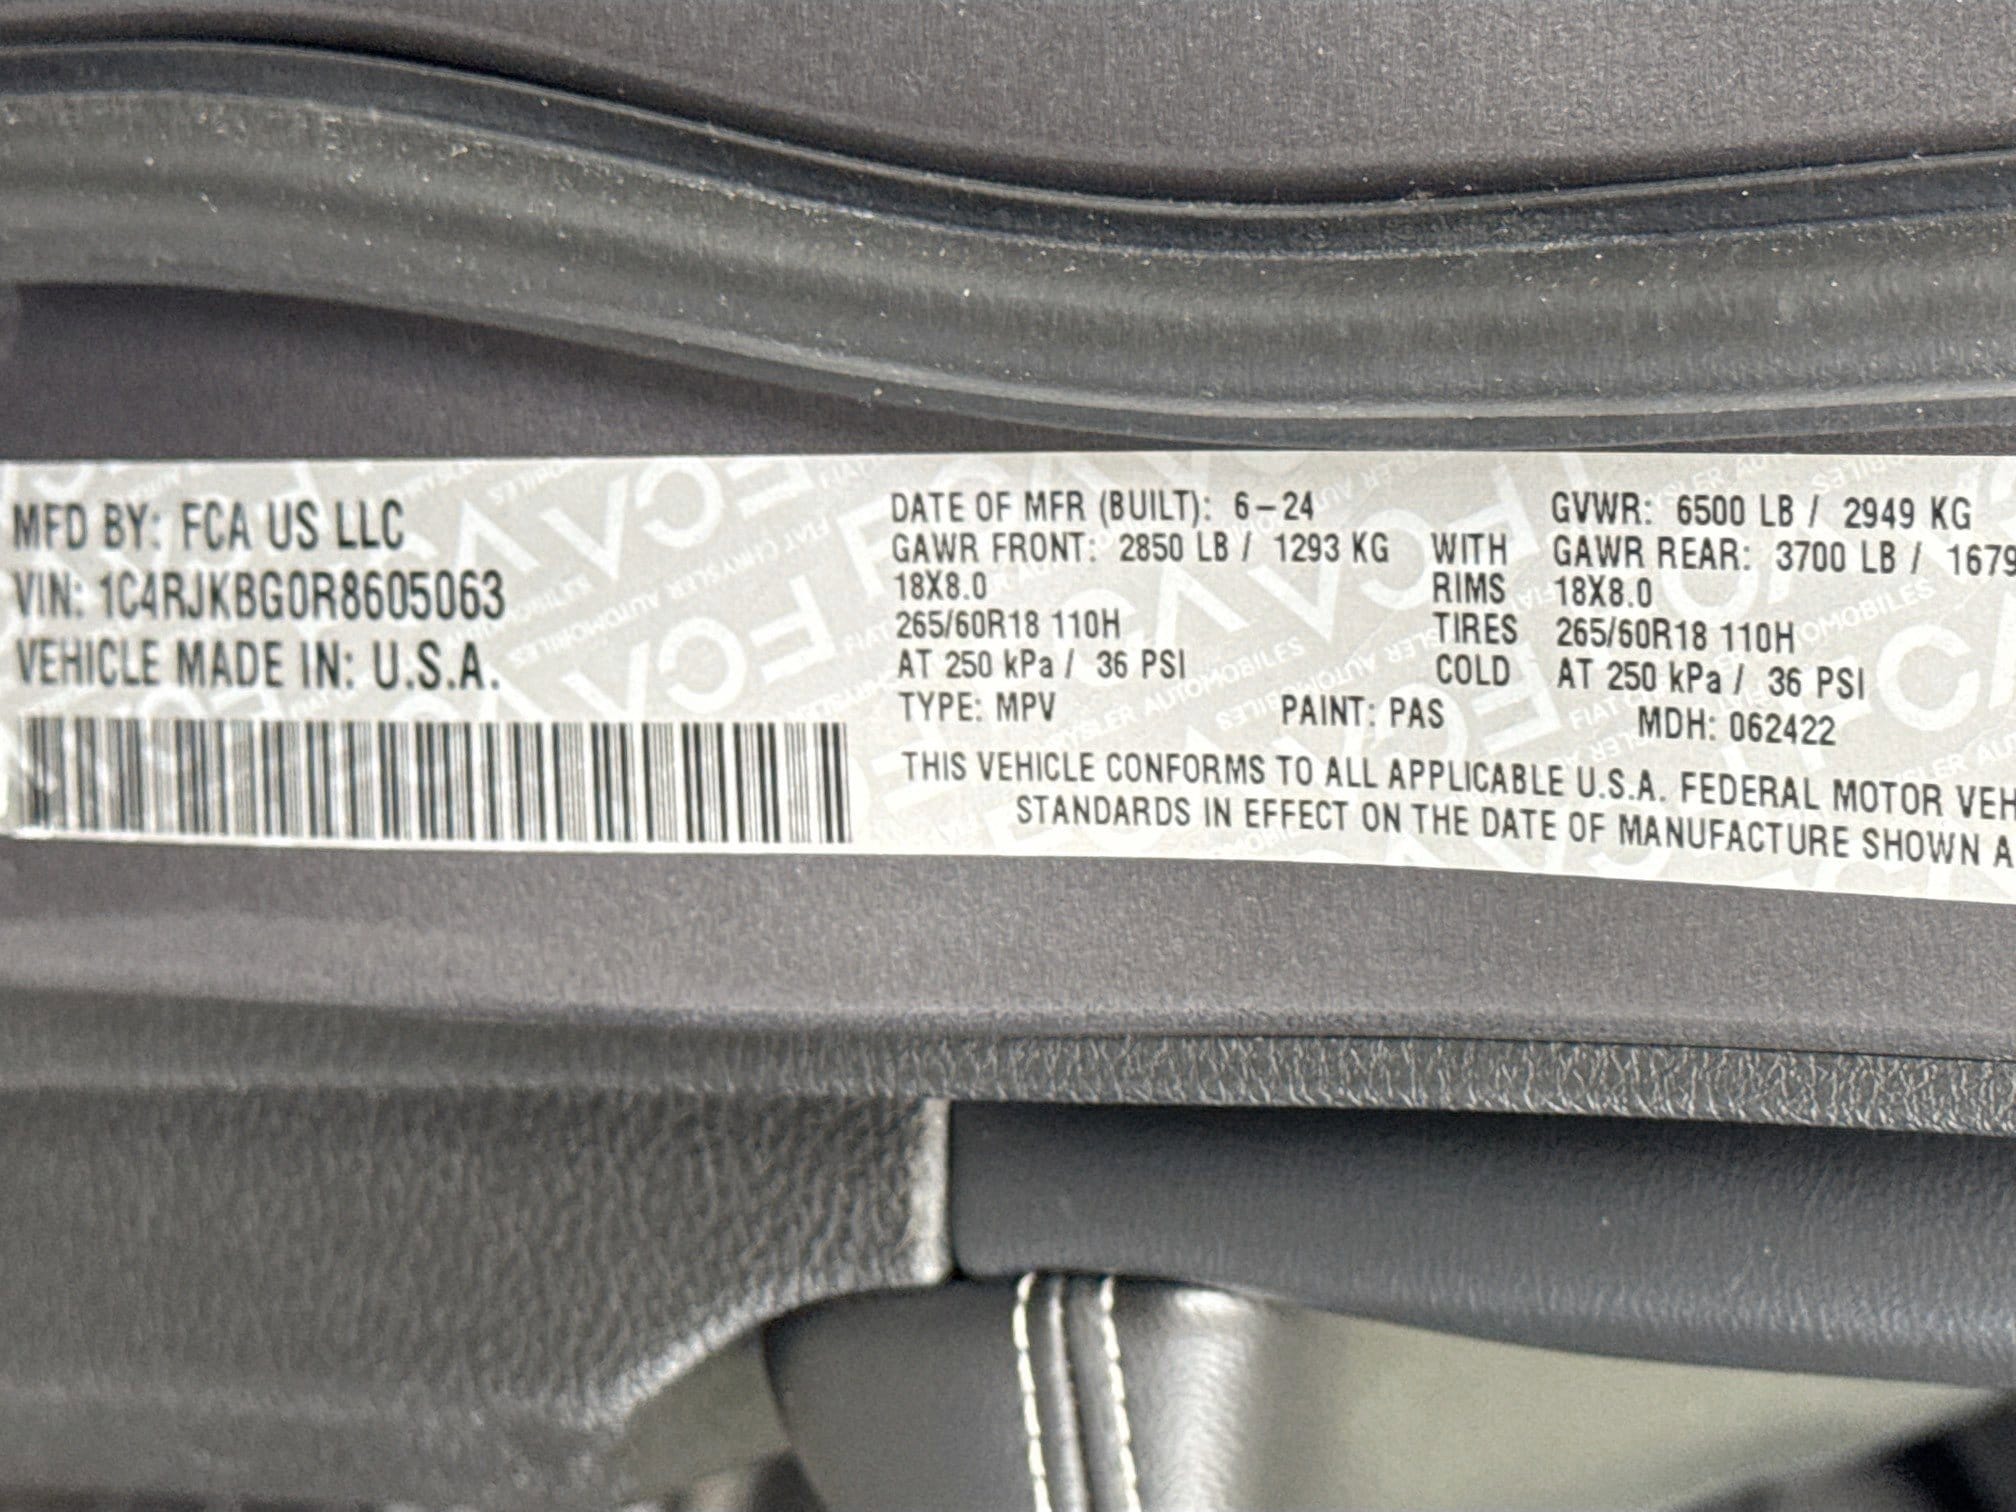 MFD BY: FCA US LLC
VIN: 1C4RJKBG0R8605063
VEHICLE MADE IN: U.S.A.
DATE OF MFR (BUILT): 6-24 GVWR: 6500 LB / 2949 KG
GAWR FRONT: 2850 LB / 1293 KG WITH GAWR REAR: 3700 LB / 1679
18X8.0 RIMS 18X8.0
265/60R18 110H TIRES 265/60R18 110H
AT 250 kPa / 36 PSI COLD AT 250 kPa / 36 PSI
TYPE: MPV PAINT: PAS MDH: 062422
THIS VEHICLE CONFORMS TO ALL APPLICABLE U.S.A. FEDERAL MOTOR VEH
STANDARDS IN EFFECT ON THE DATE OF MANUFACTURE SHOWN A